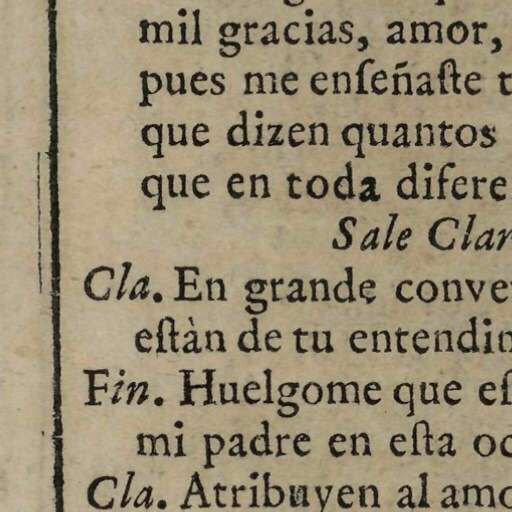 mil gracias, amor,
pues me enſeñaſte
que dizen quantos
que en toda difere
Sale Clar
Cla. En grande conve
eſtàn de tu entendim
Fin. Huelgome que eſ
mi padre en eſta oc
Cla. Atribuyen al amo